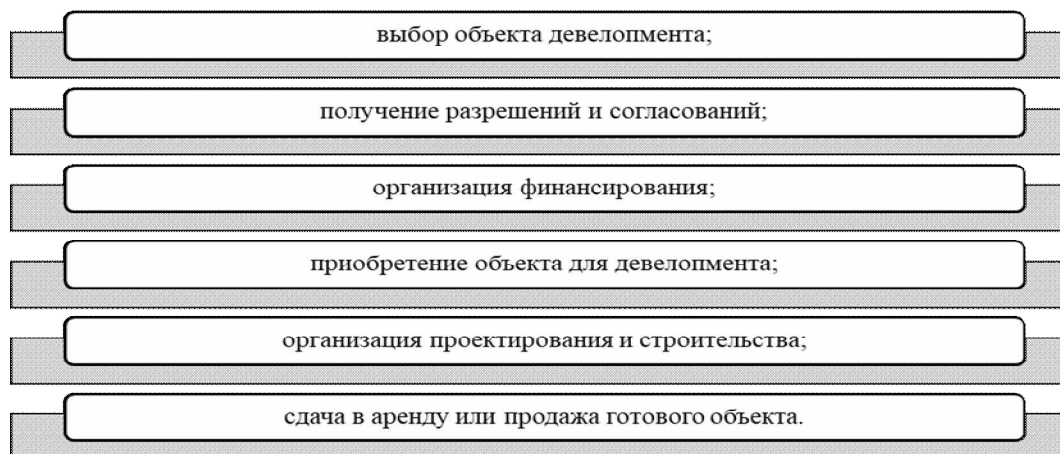 выбор объекта девелопмента;
получение разрешений и согласований;
организация финансирования;
приобретение объекта для девелопмента;
организация проектирования и строительства;
сдача в аренду или продажа готового объекта.